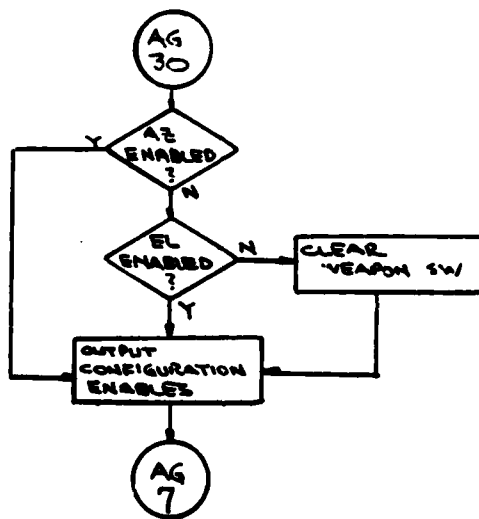 AG
30
AZ
ENABLED
?
Y
N
EL
ENABLED
?
N
Y
CLEAR
WEAPON SW
OUTPUT
CONFIGURATION
ENABLES
AG
7